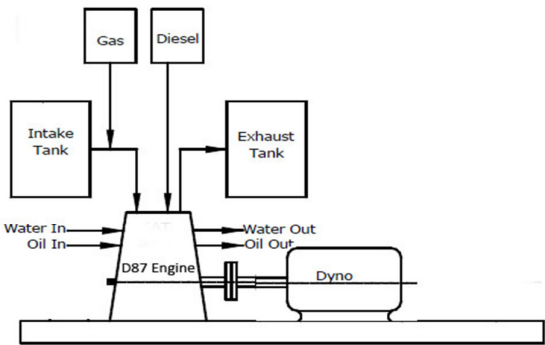 Gas
Diesel
Intake
Tank
Exhaust
Tank
Water In
Oil In
Water Out
Oil Out
D87 Engine
Dyno